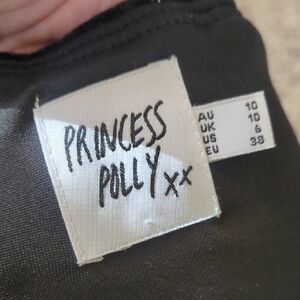 PRINCESS
POLLY xx
AU 10
UK 10
US 6
EU 38